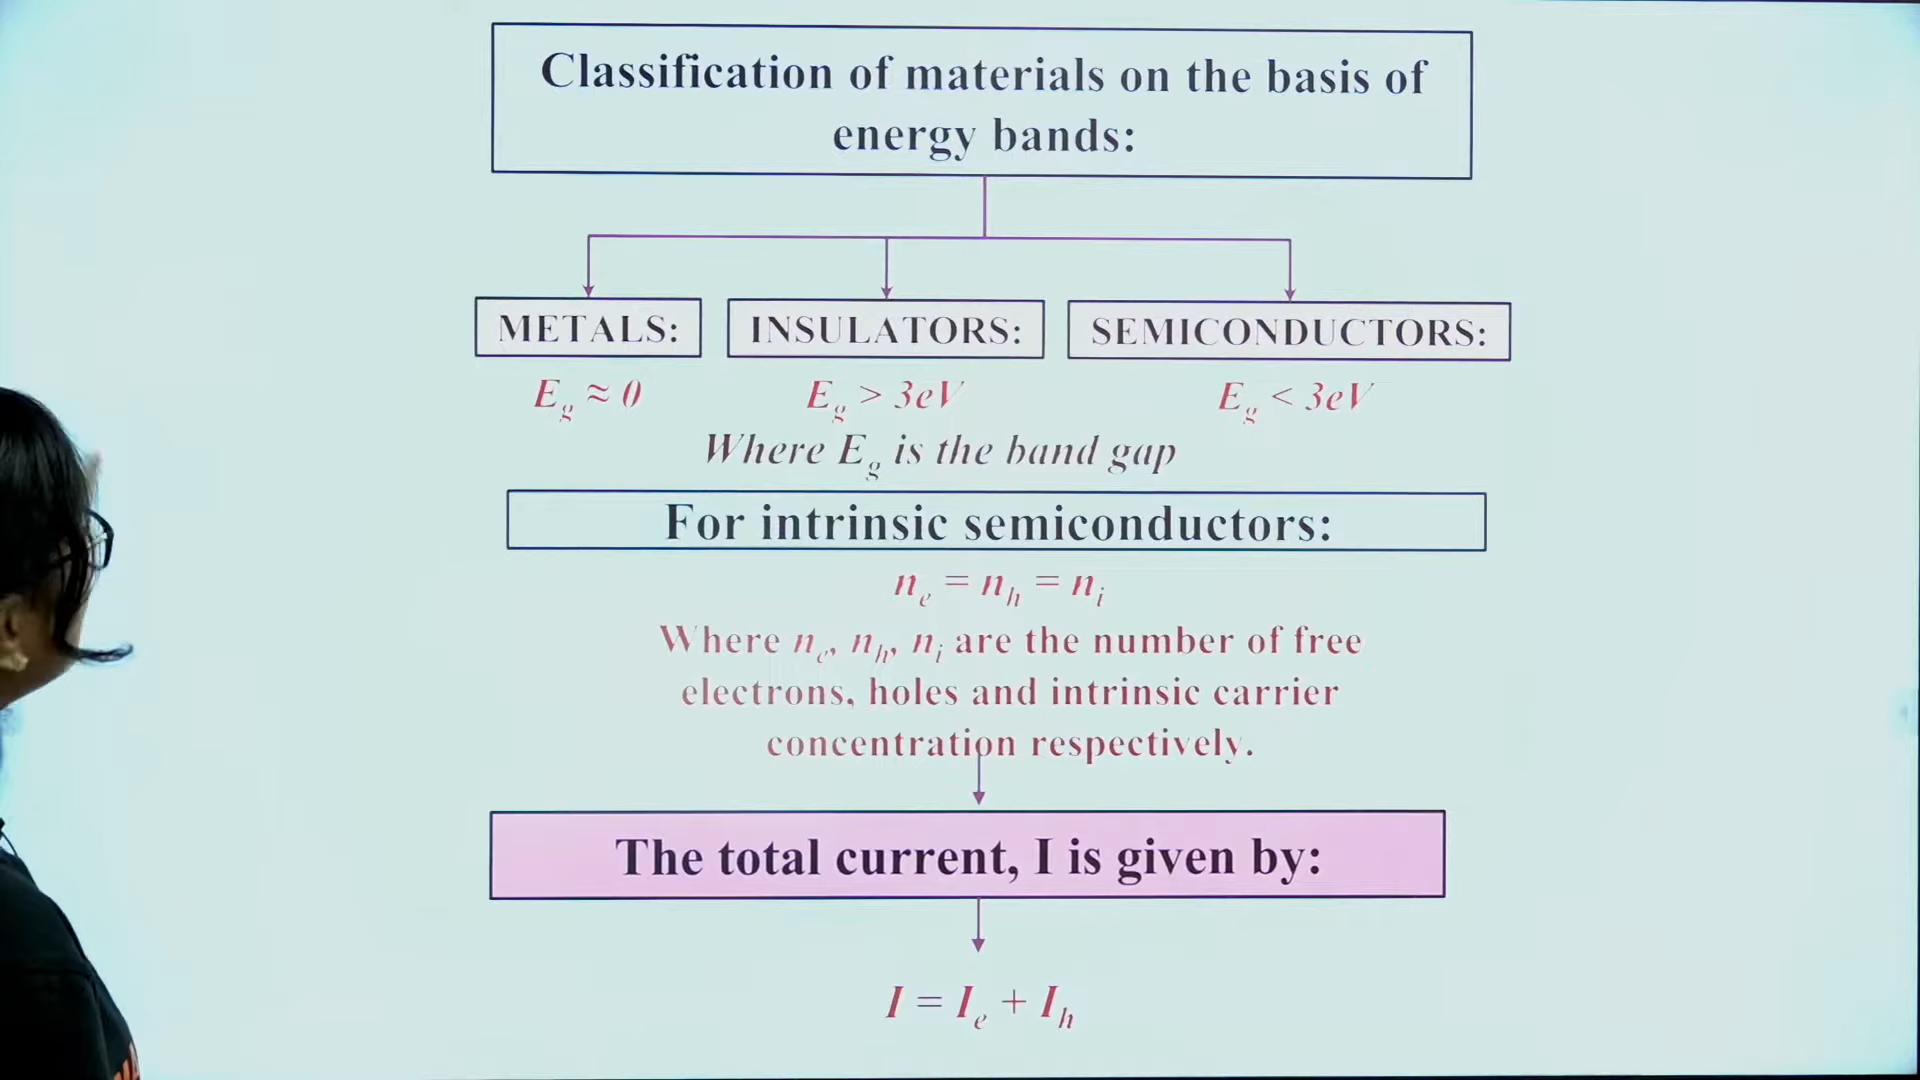 Classification of materials on the basis of
energy bands:
METALS: INSULATORS: SEMICONDUCTORS:
E_g ≈ 0 E_g > 3eV E_g < 3eV
Where E_g is the band gap
For intrinsic semiconductors:
n_e = n_h = n_i
Where n_e, n_h, n_i are the number of free
electrons, holes and intrinsic carrier
concentration respectively.
The total current, I is given by:
I = I_e + I_h